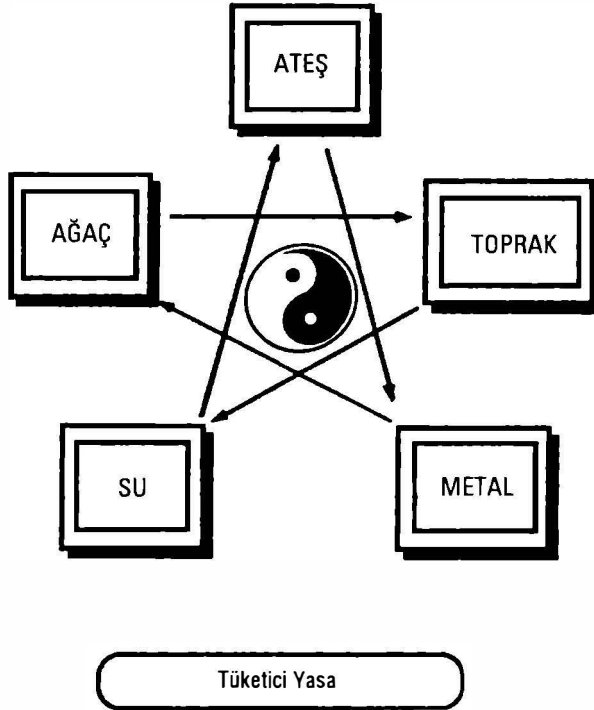 ATEŞ
AĞAÇ
TOPRAK
SU
METAL
Tüketici Yasa